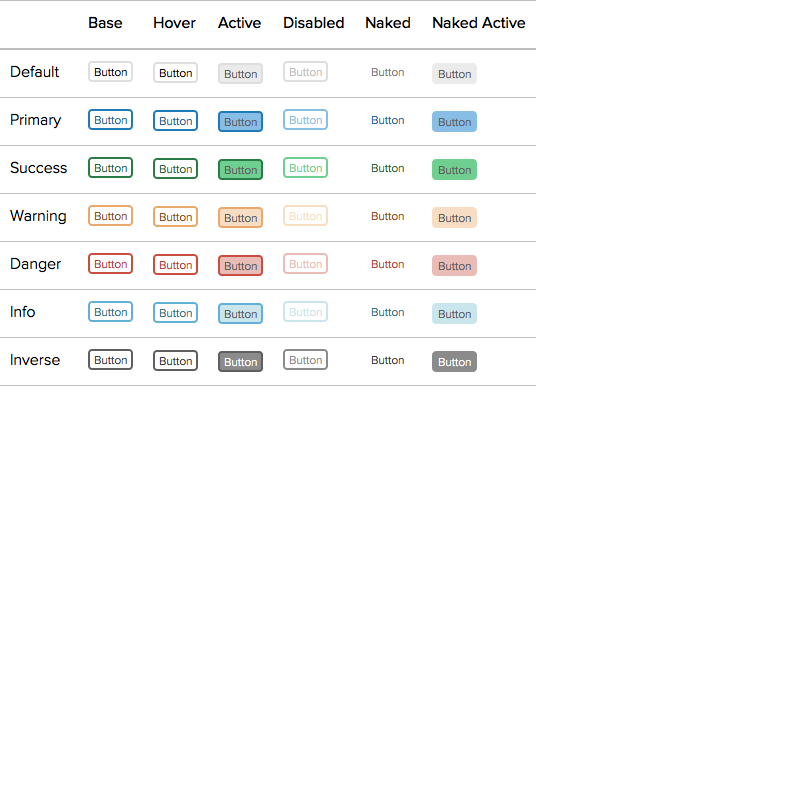 Base Hover Active Disabled Naked Naked Active
Default Button Button Button Button Button Button
Primary Button Button Button Button Button Button
Success Button Button Button Button Button Button
Warning Button Button Button Button Button Button
Danger Button Button Button Button Button Button
Info Button Button Button Button Button Button
Inverse Button Button Button Button Button Button